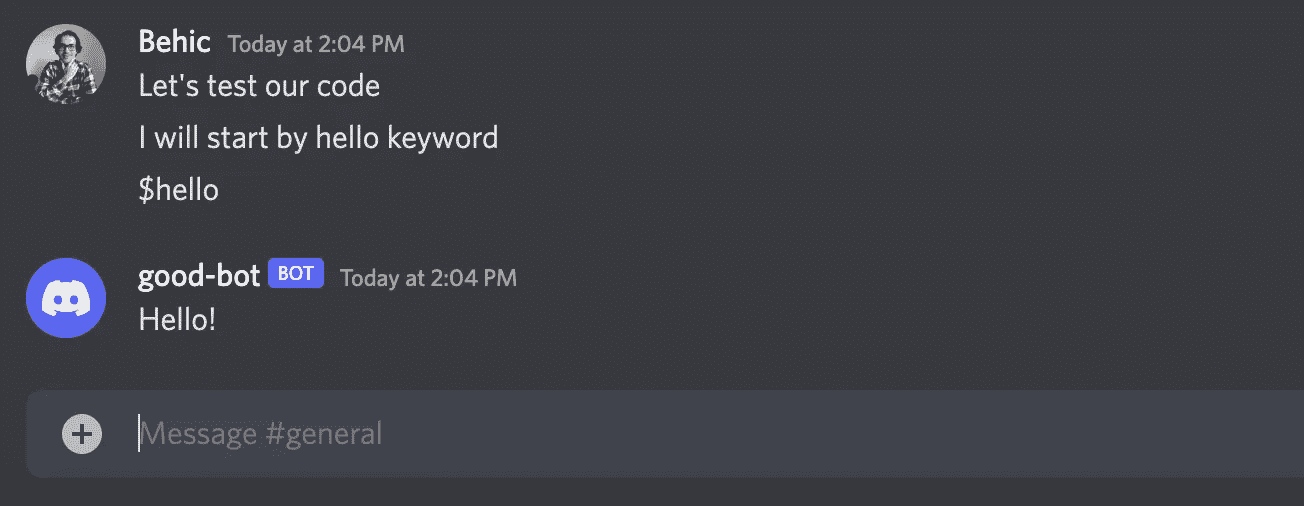 Behic Today at 2:04 PM
Let's test our code
I will start by hello keyword
$hello
good-bot BOT Today at 2:04 PM
Hello!
Message #general